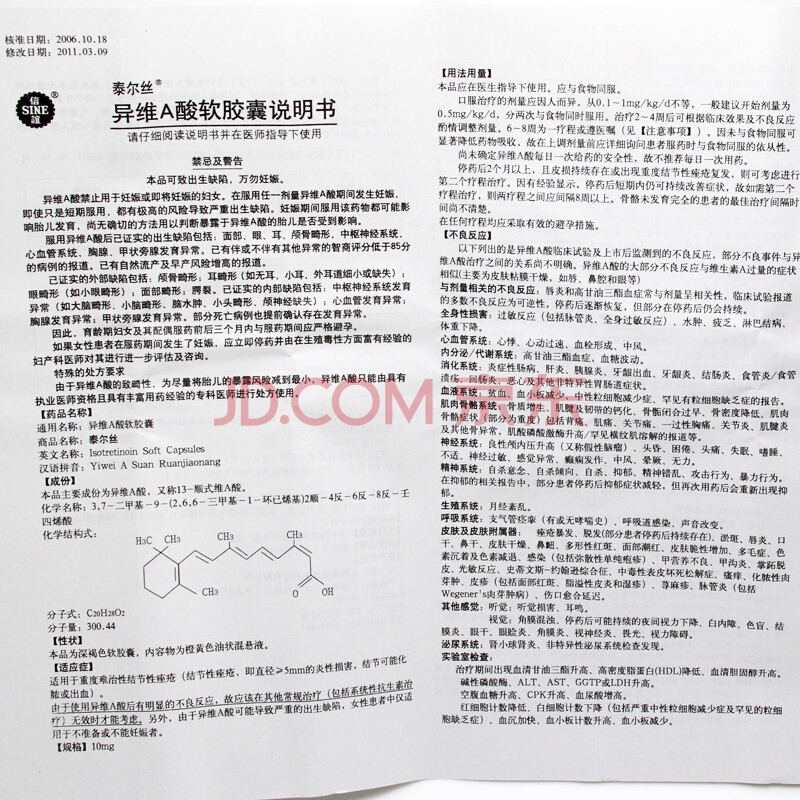 核准日期：2006.10.18
修改日期：2011.03.09
信
SINE
誼
®
泰尔丝®
异维A酸软胶囊说明书
请仔细阅读说明书并在医师指导下使用
禁忌及警告
本品可致出生缺陷，万勿妊娠。
异维A酸禁止用于妊娠或即将妊娠的妇女。在服用任一剂量异维A酸期间发生妊娠，
即使只是短期服用，都有极高的风险导致严重出生缺陷。妊娠期间服用该药物都可能影
响胎儿发育，尚无确切的方法用以判断暴露于异维A酸的胎儿是否受到影响。
服用异维A酸后已证实的出生缺陷包括：面部、眼、耳、颅骨畸形，中枢神经系统、
心血管系统、胸腺、甲状旁腺发育异常。已有伴或不伴有其他异常的智商评分低于85分
的病例的报道。已有自然流产及早产风险增高的报道。
已证实的外部缺陷包括：颅骨畸形；耳畸形（如无耳、小耳、外耳道细小或缺失）；
眼畸形（如小眼畸形）；面部畸形；腭裂。已证实的内部缺陷包括：中枢神经系统发育
异常（如大脑畸形、小脑畸形、脑水肿、小头畸形、颅神经缺失）；心血管发育异常；
胸腺发育异常；甲状旁腺发育异常。部分死亡病例也提前确认存在发育异常。
因此，育龄期妇女及其配偶服药前后三个月内与服药期间应严格避孕。
如果女性患者在服药期间发生了妊娠，应立即停药并由在生殖毒性方面富有经验的
妇产科医师对其进行进一步评估及咨询。
特殊的处方要求
由于异维A酸的致畸性，为尽量将胎儿的暴露风险减到最小，异维A酸只能由具有
执业医师资格且具有丰富用药经验的专科医师进行处方使用。
【药品名称】
通用名称：异维A酸软胶囊
商品名称：泰尔丝
英文名称：Isotretinoin Soft Capsules
汉语拼音：Yiwei A Suan Ruanjiaonang
【成份】
本品主要成份为异维A酸，又称13-顺式维A酸。
化学名称：3,7-二甲基-9-(2,6,6-三甲基-1-环已烯基)2顺-4反-6反-8反-壬
四烯酸
化学结构式：
H₃C CH₃ CH₃ CH₃
CH₃ O OH
分子式：C20H28O2
分子量：300.44
【性状】
本品为深褐色软胶囊，内容物为橙黄色油状混悬液。
【适应症】
适用于重度难治性结节性痤疮（结节性痤疮，即直径≥5mm的炎性损害，结节可能化
脓或出血）。
由于使用异维A酸后有明显的不良反应，故应该在其他常规治疗（包括系统性抗生素治
疗）无效时才能考虑。另外，由于异维A酸可能导致严重的出生缺陷，女性患者中仅适
用于不准备或不能妊娠者。
【规格】10mg
【用法用量】
本品应在医生指导下使用，应与食物同服。
口服治疗的剂量应因人而异，从0.1~1mg/kg/d不等，一般建议开始剂量为
0.5mg/kg/d，分两次与食物同时服用。治疗2~4周后可根据临床效果及不良反应
酌情调整剂量。6~8周为一疗程或遵医嘱（见【注意事项】）。因未与食物同服可
显著降低药物吸收，故在上调剂量前应详细询问患者服药时与食物同服的依从性。
尚未确定异维A酸每日一次给药的安全性，故不推荐每日一次用药。
停药后2个月以上，且皮损持续存在或出现重度结节性痤疮复发，则可考虑进行
第二个疗程治疗。因有经验显示，停药后短期内仍可持续改善症状，故如需第二个
疗程治疗，则两疗程之间应间隔8周以上。骨骼未发育完全的患者的最佳治疗间隔时
间尚不清楚。
在任何疗程均应采取有效的避孕措施。
【不良反应】
以下列出的是异维A酸临床试验及上市后监测到的不良反应，部分不良事件与异
维A酸治疗之间的关系尚不明确。异维A酸的大部分不良反应与维生素A过量的症状
相似（主要为皮肤粘膜干燥，如唇、鼻腔和眼等）
与剂量相关的不良反应：唇炎和高甘油三酯血症常与剂量呈相关性，临床试验报道
的多数不良反应为可逆性，停药后逐渐恢复，但部分在停药后仍会持续。
全身性损害：过敏反应（包括脉管炎、全身过敏反应）、水肿、疲乏、淋巴结病、
体重下降。
心血管系统：心悸、心动过速、血栓形成、中风。
内分泌/代谢系统：高甘油三酯血症，血糖波动。
消化系统：炎症性肠病、肝炎、胰腺炎、牙龈出血、牙龈炎、结肠炎、食管炎/食管
溃疡、回肠炎、恶心及其他非特异性胃肠道症状。
血液系统：贫血、血小板减少、中性粒细胞减少症、罕见有粒细胞缺乏症的报告。
肌肉骨骼系统：骨质增生、肌腱及韧带的钙化、骨骺闭合过早、骨密度降低、肌肉
骨骼症状（部分为重度）包括背痛、肌痛、关节痛、一过性胸痛、关节炎、肌腱炎
及其他骨异常，肌酸磷酸激酶升高/罕见横纹肌溶解的报道等。
神经系统：良性颅内压升高（又称假性脑瘤）、头昏、困倦、头痛、失眠、嗜睡、
不适、神经过敏、感觉异常、癫痫发作、中风、晕厥、无力。
精神系统：自杀意念、自杀倾向、自杀、抑郁、精神错乱、攻击行为、暴力行为。
在抑郁的相关报告中，部分患者停药后抑郁症状减轻，但再次用药后会重新出现抑
郁。
生殖系统：月经紊乱。
呼吸系统：支气管痉挛（有或无哮喘史）、呼吸道感染、声音改变。
皮肤及皮肤附属器： 痤疮暴发、脱发(部分患者停药后持续存在)、淤斑、唇炎、口
干、鼻干、皮肤干燥、鼻衄、多形性红斑、面部潮红、皮肤脆性增加、多毛症，色
素沉着及色素减退、感染（包括弥散性单纯疱疹）、甲营养不良、甲沟炎、掌跖脱
皮、光敏反应、史蒂文斯-约翰逊综合征、中毒性表皮坏死松解症、瘙痒、化脓性肉
芽肿、皮疹（包括面部红斑、脂溢性皮炎和湿疹）、荨麻疹、脉管炎（包括
Wegener's肉芽肿病）、伤口愈合延迟。
其他感觉：听觉：听觉损害、耳鸣。
视觉：角膜混浊、停药后可能持续的夜间视力下降、白内障、色盲、结
膜炎、眼干、眼睑炎、角膜炎、视神经炎、畏光、视力障碍。
泌尿系统：肾小球肾炎、非特异性泌尿系统检查发现。
实验室检查：
治疗期间出现血清甘油三酯升高、高密度脂蛋白(HDL)降低、血清胆固醇升高。
碱性磷酸酶、ALT、AST、GGTP或LDH升高。
空腹血糖升高、CPK升高、血尿酸增高。
红细胞计数降低、白细胞计数下降（包括严重中性粒细胞减少症及罕见的粒细
胞缺乏症）、血沉加快、血小板计数升高、血小板减少。
JD.COM 京东